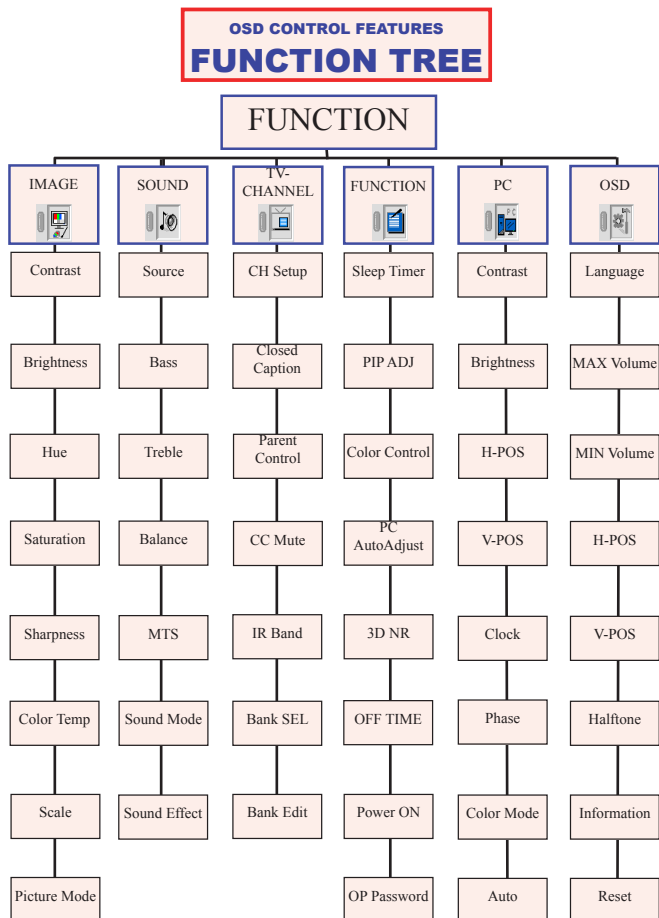 OSD CONTROL FEATURES
FUNCTION TREE
FUNCTION
IMAGE
SOUND
TV-
CHANNEL
FUNCTION
PC
OSD
PC
Contrast
Source
CH Setup
Sleep Timer
Contrast
Language
Brightness
Bass
Closed
Caption
PIP ADJ
Brightness
MAX Volume
Hue
Treble
Parent
Control
Color Control
H-POS
MIN Volume
Saturation
Balance
CC Mute
PC
AutoAdjust
V-POS
H-POS
Sharpness
MTS
IR Band
3D NR
Clock
V-POS
Color Temp
Sound Mode
Bank SEL
OFF TIME
Phase
Halftone
Scale
Sound Effect
Bank Edit
Power ON
Color Mode
Information
Picture Mode
OP Password
Auto
Reset